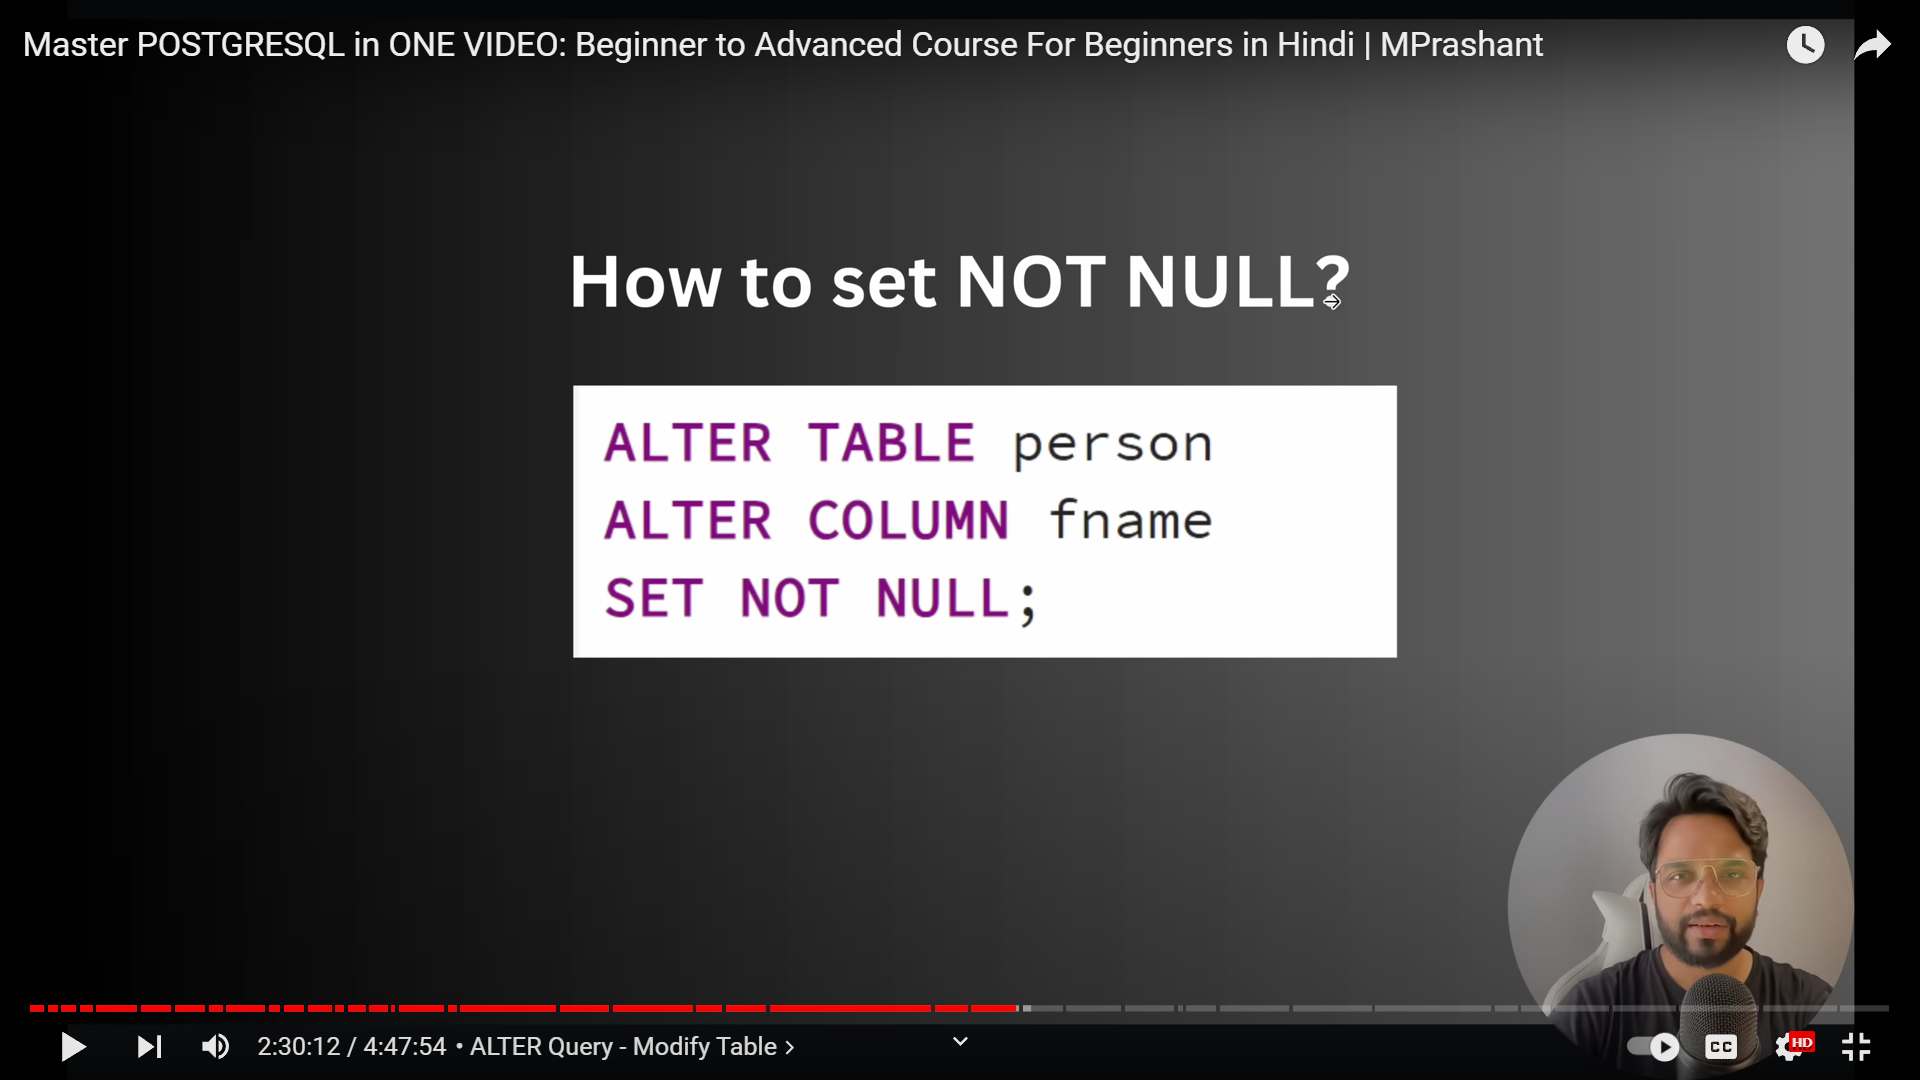 Master POSTGRESQL in ONE VIDEO: Beginner to Advanced Course For Beginners in Hindi | MPrashant
How to set NOT NULL?
ALTER TABLE person
ALTER COLUMN fname
SET NOT NULL;
2:30:12 / 4:47:54 • ALTER Query - Modify Table
CC
HD